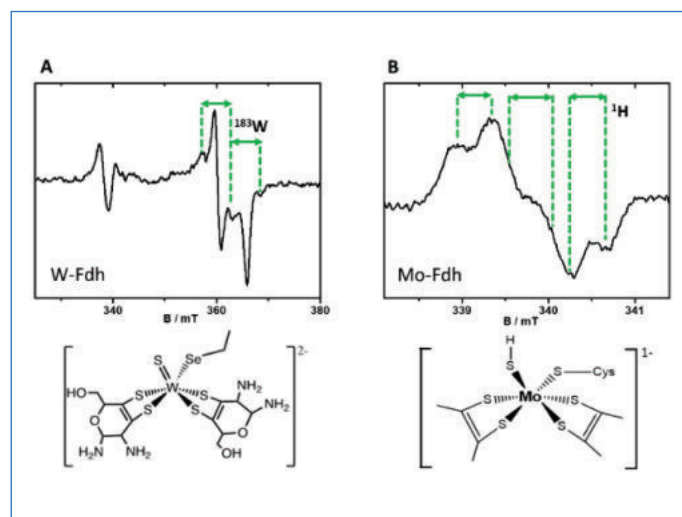 A
B
¹⁸³W
¹H
W-Fdh
Mo-Fdh
340
360
380
339
340
341
B / mT
B / mT
2-
S
Se
HO
S
W
S
NH₂
O
S
S
NH₂
H₂N
NH₂
O
OH
1-
H
S
S
Cys
S
Mo
S
S
S